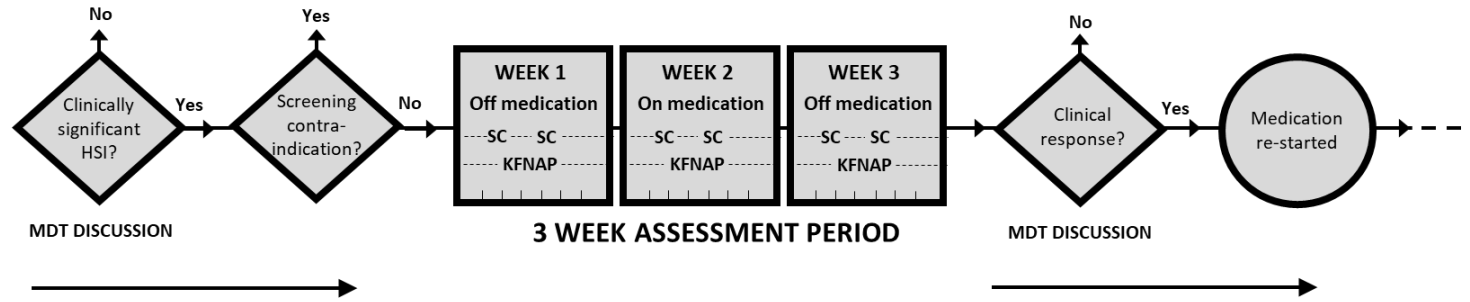 No
Clinically
significant
HSI?
Yes
Yes
Screening
contra-
indication?
No
WEEK 1
Off medication
SC SC
KFNAP
WEEK 2
On medication
SC SC
KFNAP
WEEK 3
Off medication
SC SC
KFNAP
No
Clinical
response?
Yes
Medication
re-started
MDT DISCUSSION
3 WEEK ASSESSMENT PERIOD
MDT DISCUSSION